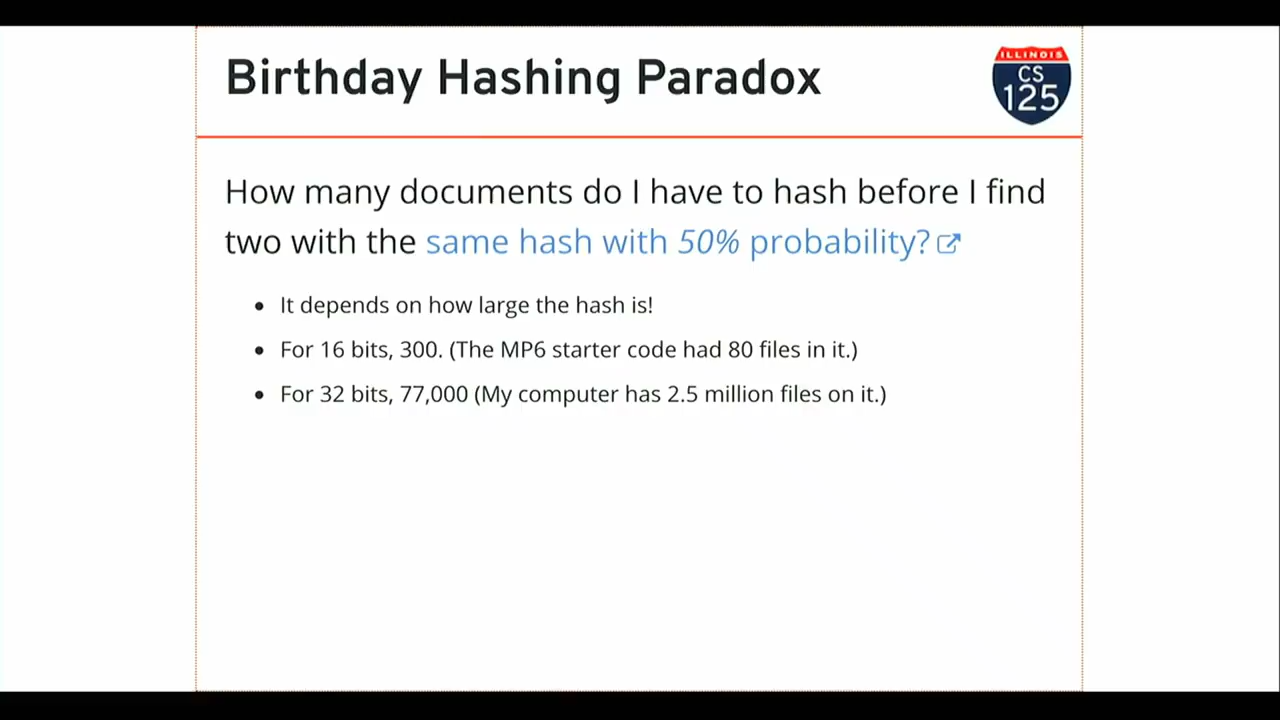 Birthday Hashing Paradox
ILLINOIS
CS
125
How many documents do I have to hash before I find
two with the same hash with 50% probability?
• It depends on how large the hash is!
• For 16 bits, 300. (The MP6 starter code had 80 files in it.)
• For 32 bits, 77,000 (My computer has 2.5 million files on it.)